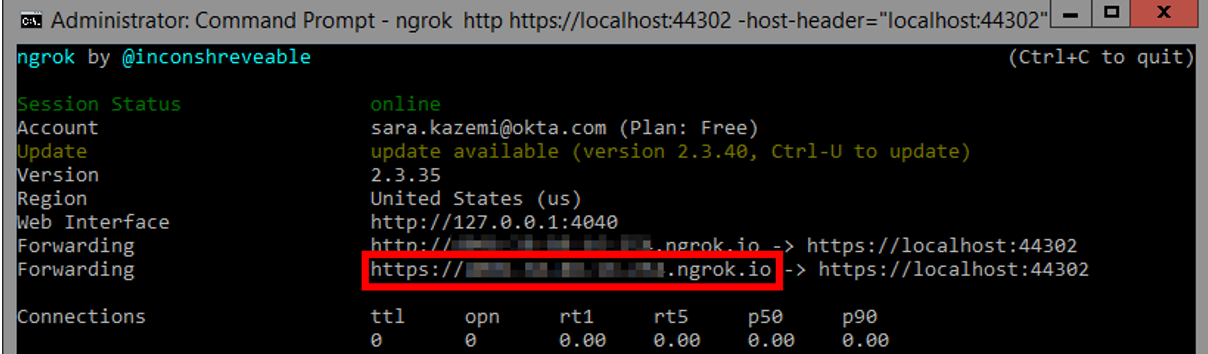 Administrator: Command Prompt - ngrok http https://localhost:44302 -host-header="localhost:44302"
ngrok by @inconshreveable (Ctrl+C to quit)
Session Status online
Account sara.kazemi@okta.com (Plan: Free)
Update update available (version 2.3.40, Ctrl-U to update)
Version 2.3.35
Region United States (us)
Web Interface http://127.0.0.1:4040
Forwarding http:// .ngrok.io -> https://localhost:44302
Forwarding https:// .ngrok.io -> https://localhost:44302
Connections ttl opn rt1 rt5 p50 p90
0 0 0.00 0.00 0.00 0.00